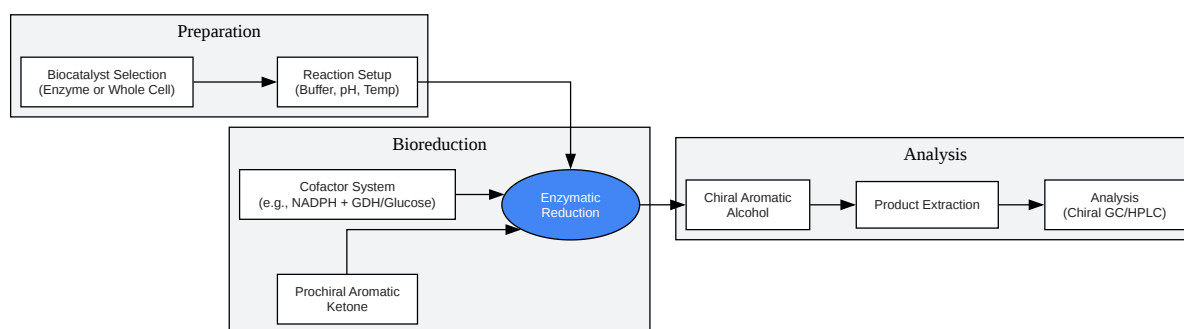 Preparation
Biocatalyst Selection
(Enzyme or Whole Cell)
Reaction Setup
(Buffer, pH, Temp)
Bioreduction
Cofactor System
(e.g., NADPH + GDH/Glucose)
Enzymatic
Reduction
Prochiral Aromatic
Ketone
Analysis
Chiral Aromatic
Alcohol
Product Extraction
Analysis
(Chiral GC/HPLC)